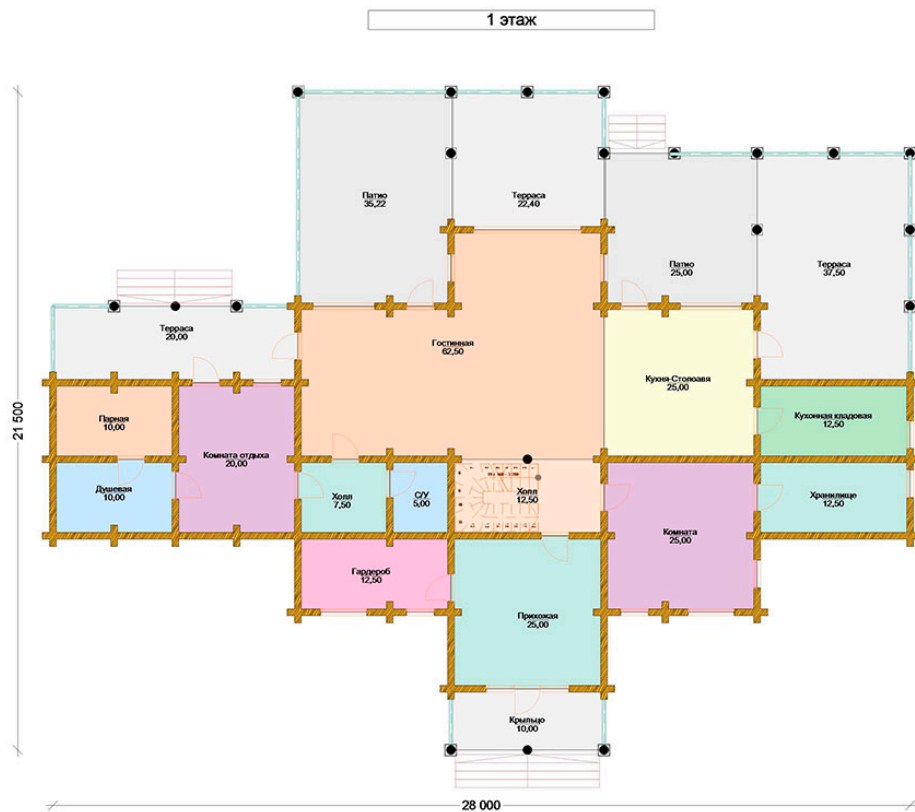 1 этаж
Патио
35,22
Терраса
22,40
Патио
25,00
Терраса
37,50
Терраса
20,00
Гостинная
62,50
Кухня-Столоавя
25,00
Парная
10,00
Кухонная кладовая
12,50
Комната отдыха
20,00
Душевая
10,00
Холл
7,50
С/У
5,00
Холл
12,50
Хранилище
12,50
Комната
25,00
Гардероб
12,50
Прихожая
25,00
Крыльцо
10,00
21 500
28 000